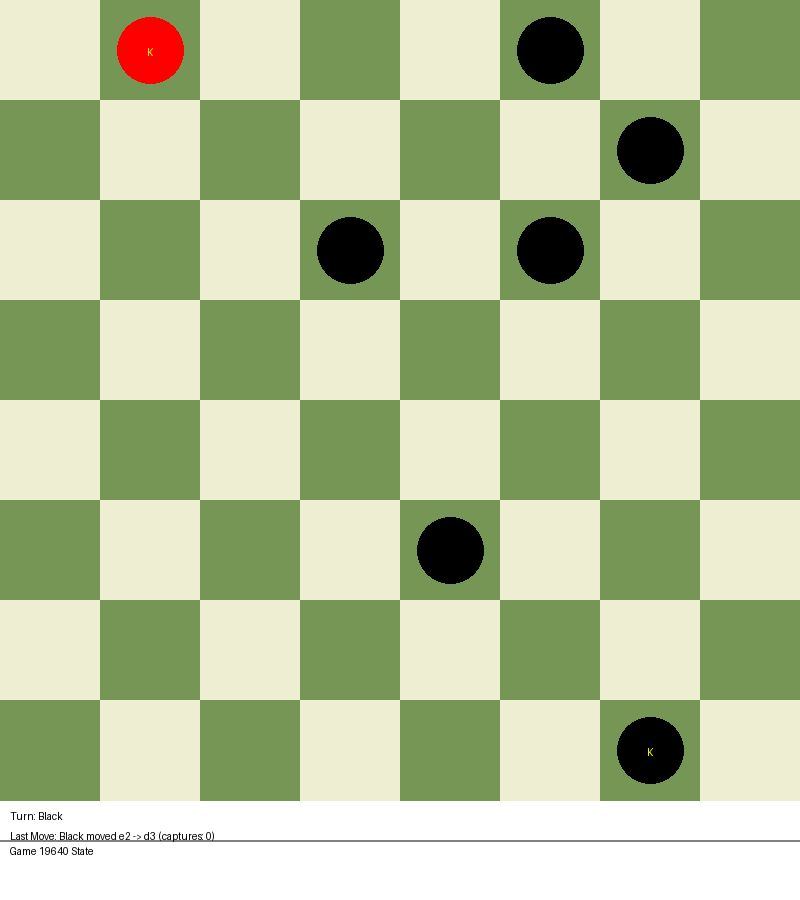 K
K
Turn: Black
Last Move: Black moved e2 -> d3 (captures: 0)
Game 19640 State